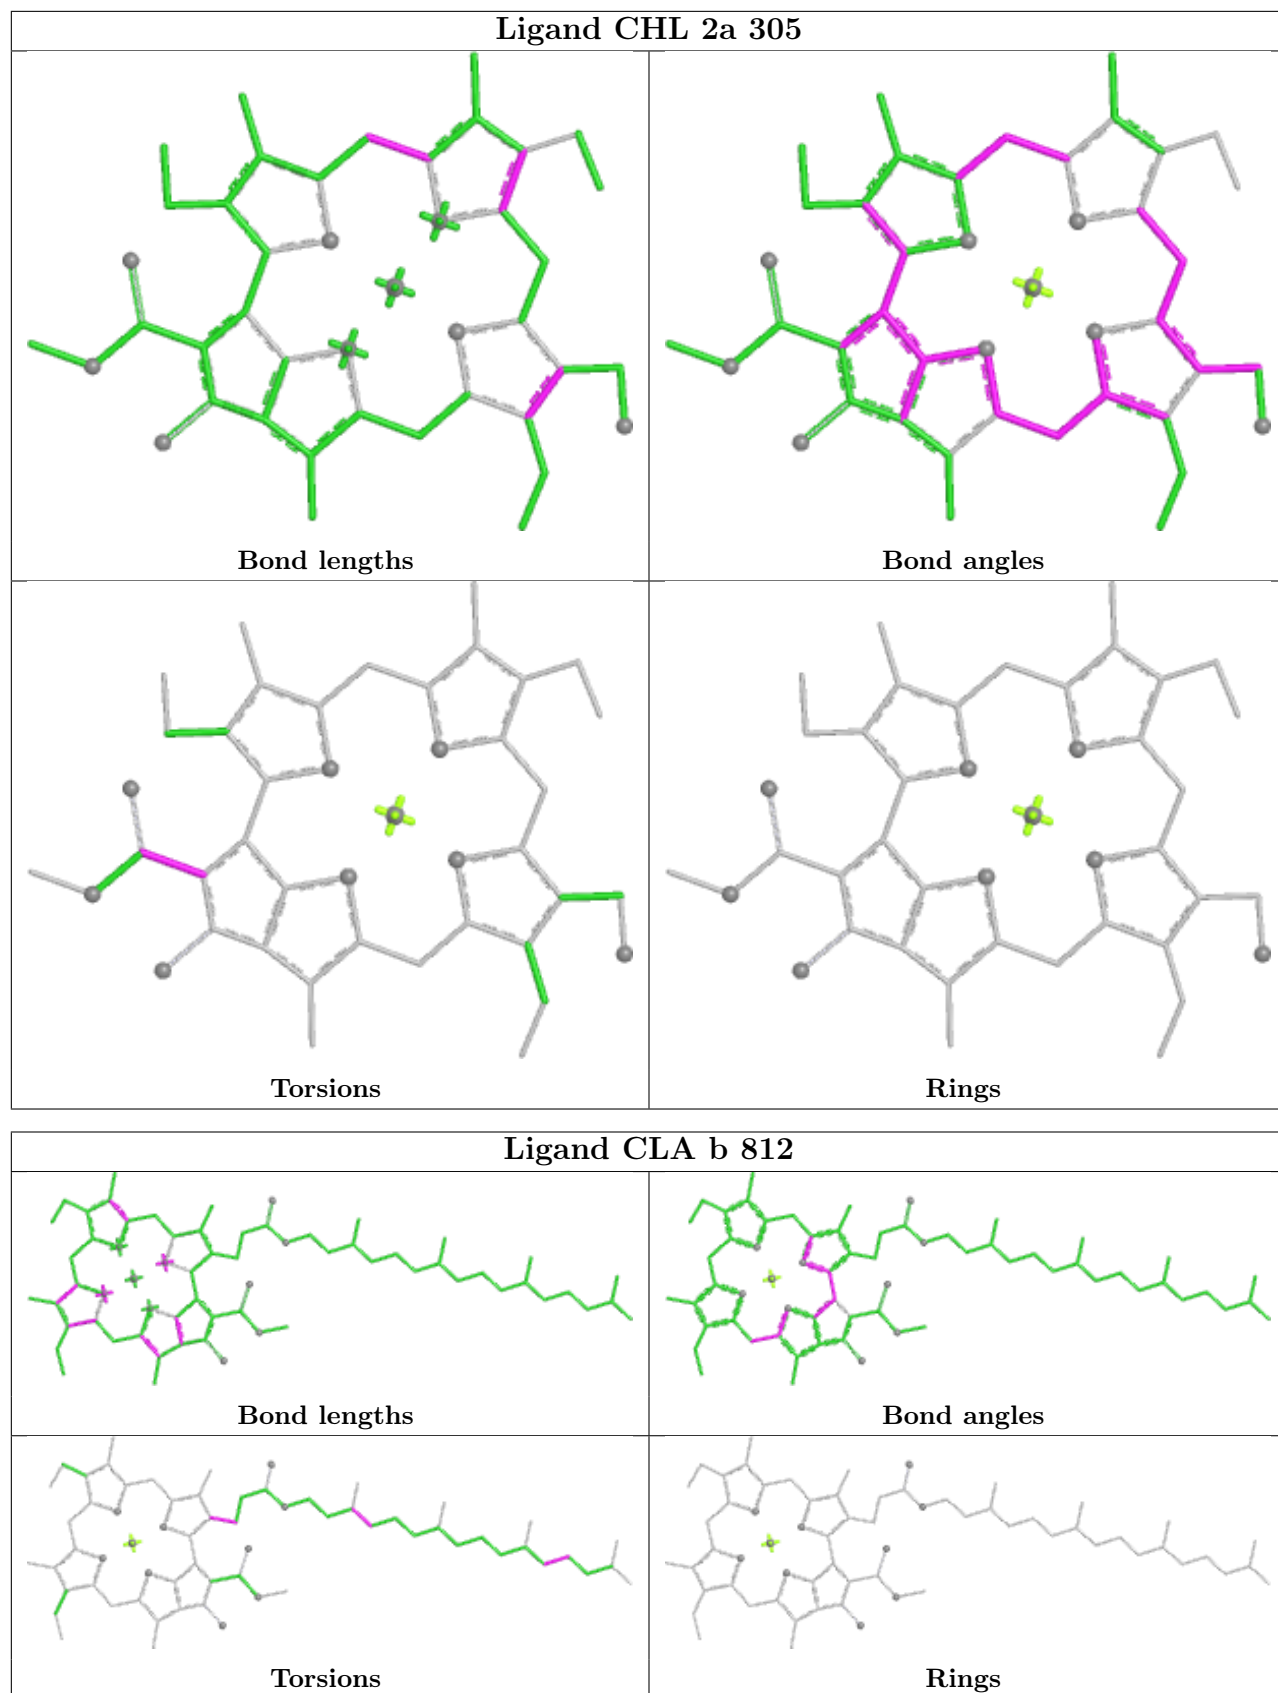 Ligand CHL 2a 305
Bond lengths
Bond angles
Torsions
Rings
Ligand CLA b 812
Bond lengths
Bond angles
Torsions
Rings